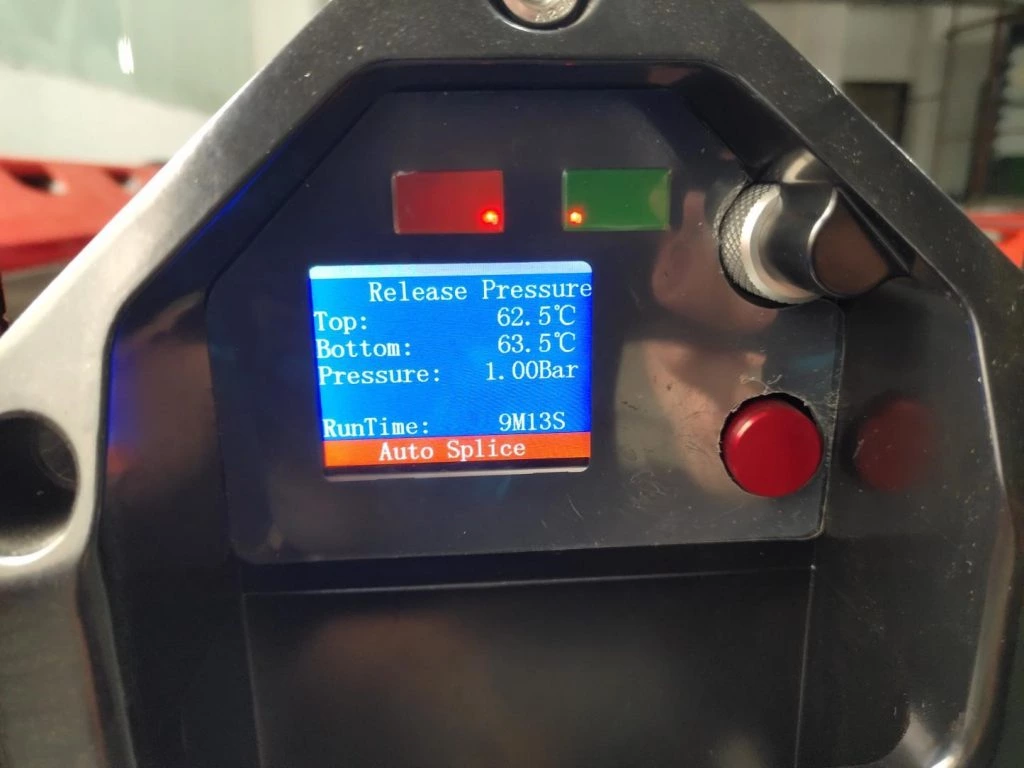 Release Pressure
Top: 62.5℃
Bottom: 63.5℃
Pressure: 1.00Bar
RunTime: 9M13S
Auto Splice